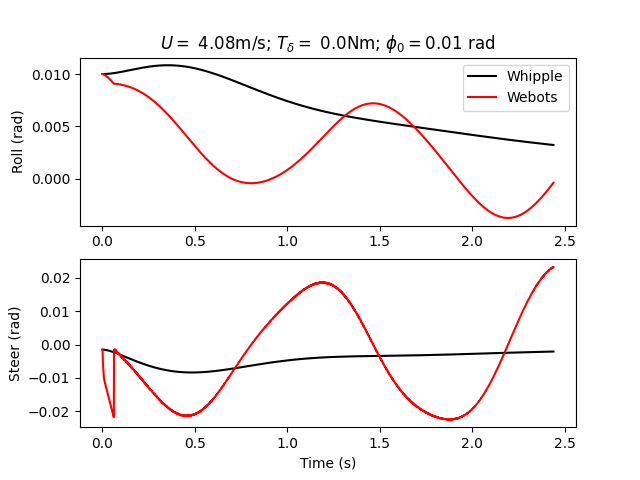 U = 4.08m/s; T_δ = 0.0Nm; ϕ_0 = 0.01 rad
Whipple
Webots
Roll (rad)
0.010
0.005
0.000
0.0 0.5 1.0 1.5 2.0 2.5
Steer (rad)
0.02
0.01
0.00
−0.01
−0.02
0.0 0.5 1.0 1.5 2.0 2.5
Time (s)